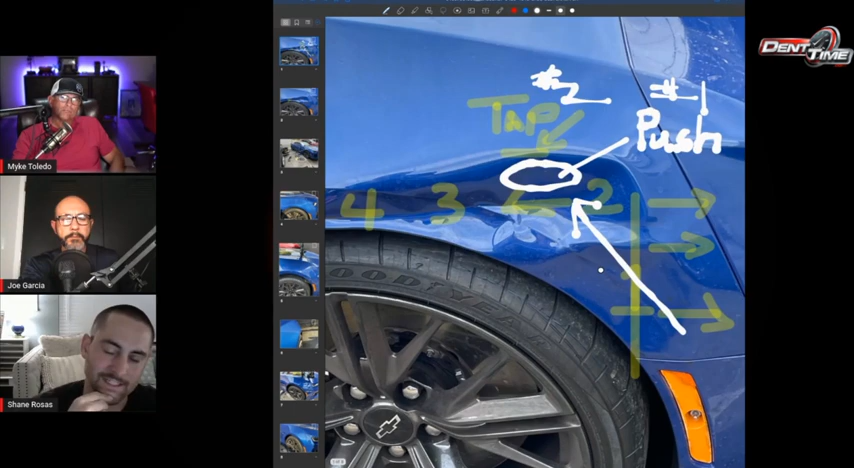 DENT TIME
#2
#1
TAP
Push
4 3 2
GOODYEAR
Myke Toledo
Joe Garcia
Shane Rosas